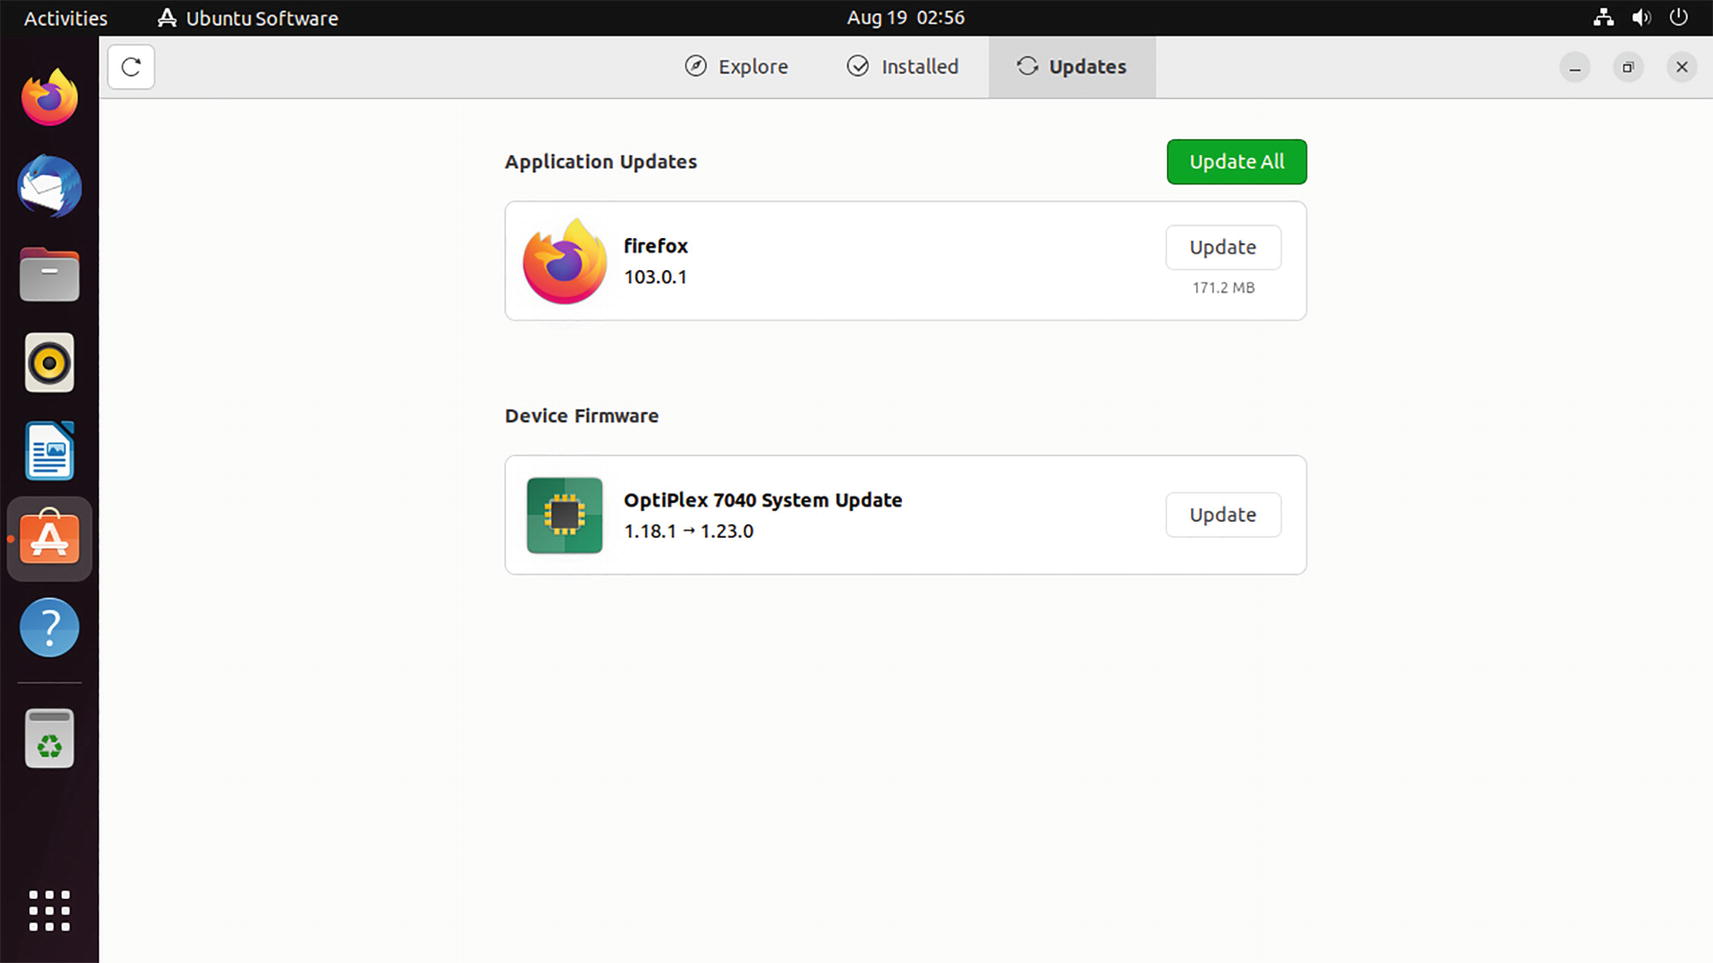 Activities
Ubuntu Software
Aug 19 02:56
Explore
Installed
Updates
Application Updates
Update All
firefox
103.0.1
Update
171.2 MB
Device Firmware
OptiPlex 7040 System Update
1.18.1 → 1.23.0
Update
?